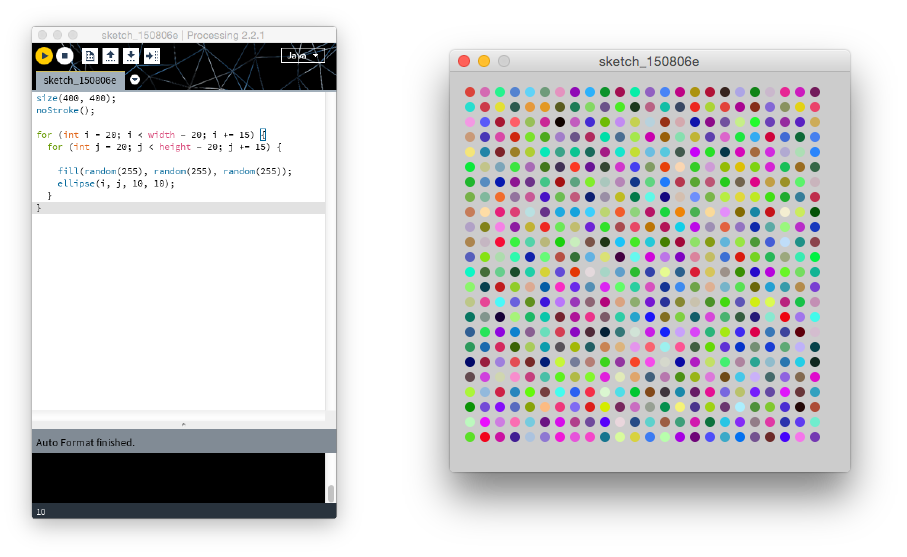 sketch_150806e | Processing 2.2.1
Java
sketch_150806e
size(400, 400);
noStroke();
for (int i = 20; i < width - 20; i += 15) {
for (int j = 20; j < height - 20; j += 15) {
fill(random(255), random(255), random(255));
ellipse(i, j, 10, 10);
}
}
Auto Format finished.
10
sketch_150806e